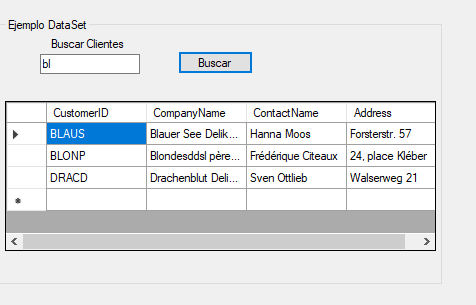 Ejemplo DataSet
Buscar Clientes
bl
Buscar
CustomerID CompanyName ContactName Address
BLAUS Blauer See Delik... Hanna Moos Forsterstr. 57
BLONP Blondesddsl père... Frédérique Citeaux 24, place Kléber
DRACD Drachenblut Deli... Sven Ottlieb Walserweg 21